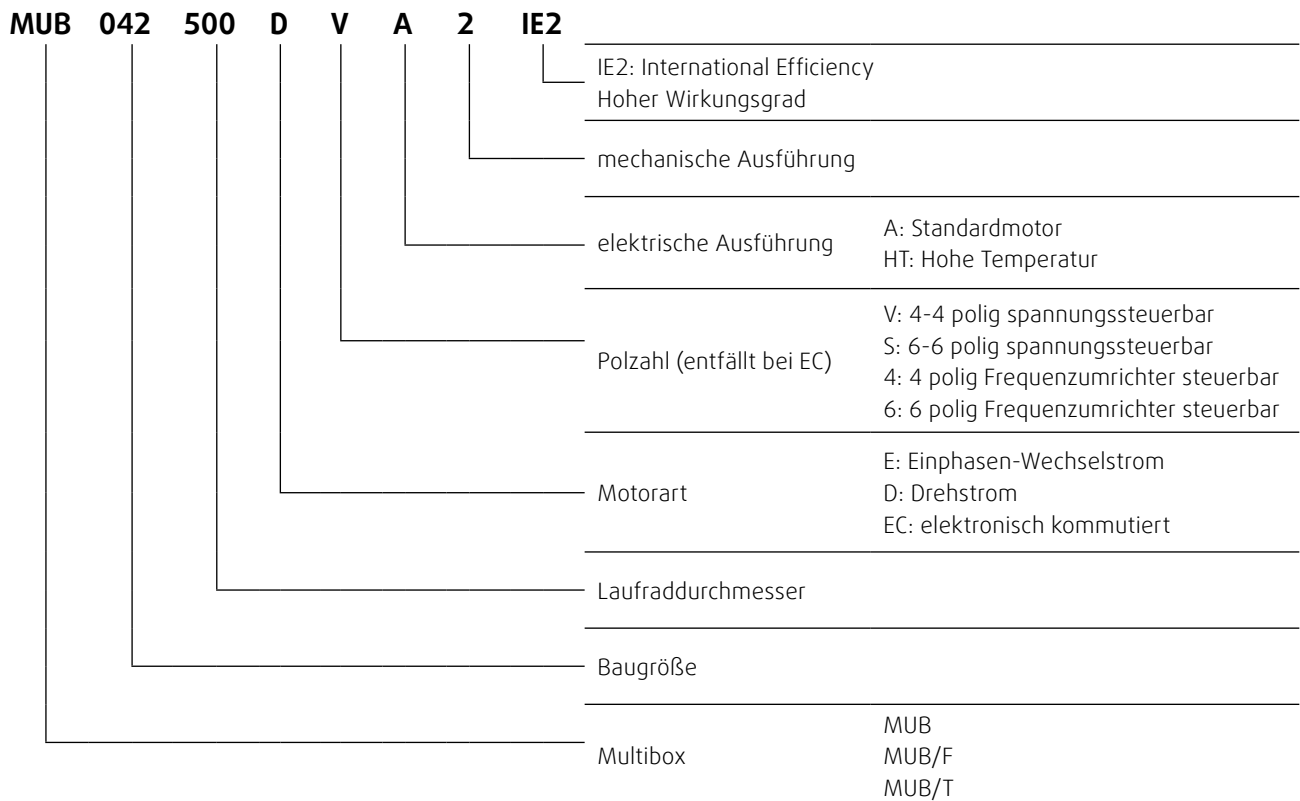 MUB 042 500 D V A 2 IE2
IE2: International Efficiency
Hoher Wirkungsgrad
mechanische Ausführung
elektrische Ausführung
A: Standardmotor
HT: Hohe Temperatur
Polzahl (entfällt bei EC)
V: 4-4 polig spannungssteuerbar
S: 6-6 polig spannungssteuerbar
4: 4 polig Frequenzumrichter steuerbar
6: 6 polig Frequenzumrichter steuerbar
Motorart
E: Einphasen-Wechselstrom
D: Drehstrom
EC: elektronisch kommutiert
Laufraddurchmesser
Baugröße
Multibox
MUB
MUB/F
MUB/T